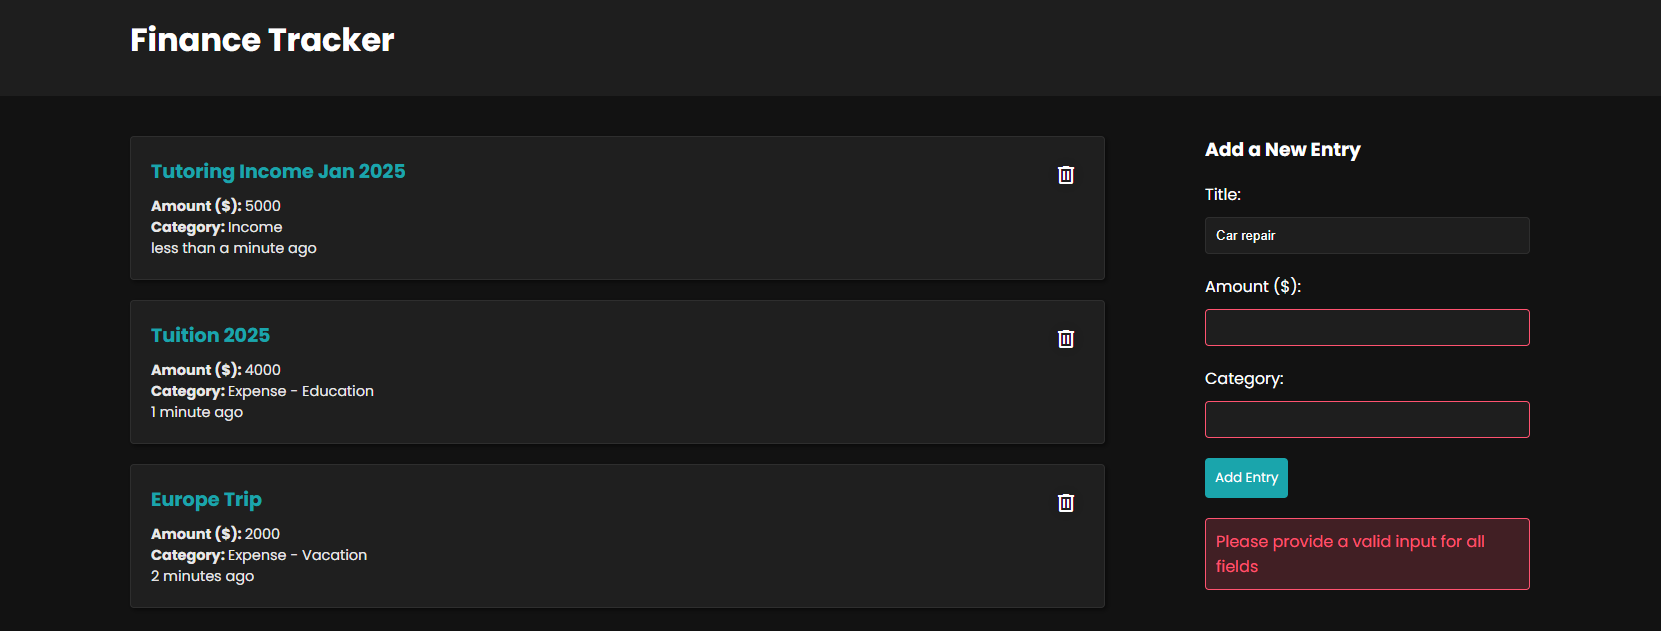 Finance Tracker
Tutoring Income Jan 2025
Amount ($): 5000
Category: Income
less than a minute ago
Tuition 2025
Amount ($): 4000
Category: Expense - Education
1 minute ago
Europe Trip
Amount ($): 2000
Category: Expense - Vacation
2 minutes ago
Add a New Entry
Title:
Car repair
Amount ($):
Category:
Add Entry
Please provide a valid input for all
fields